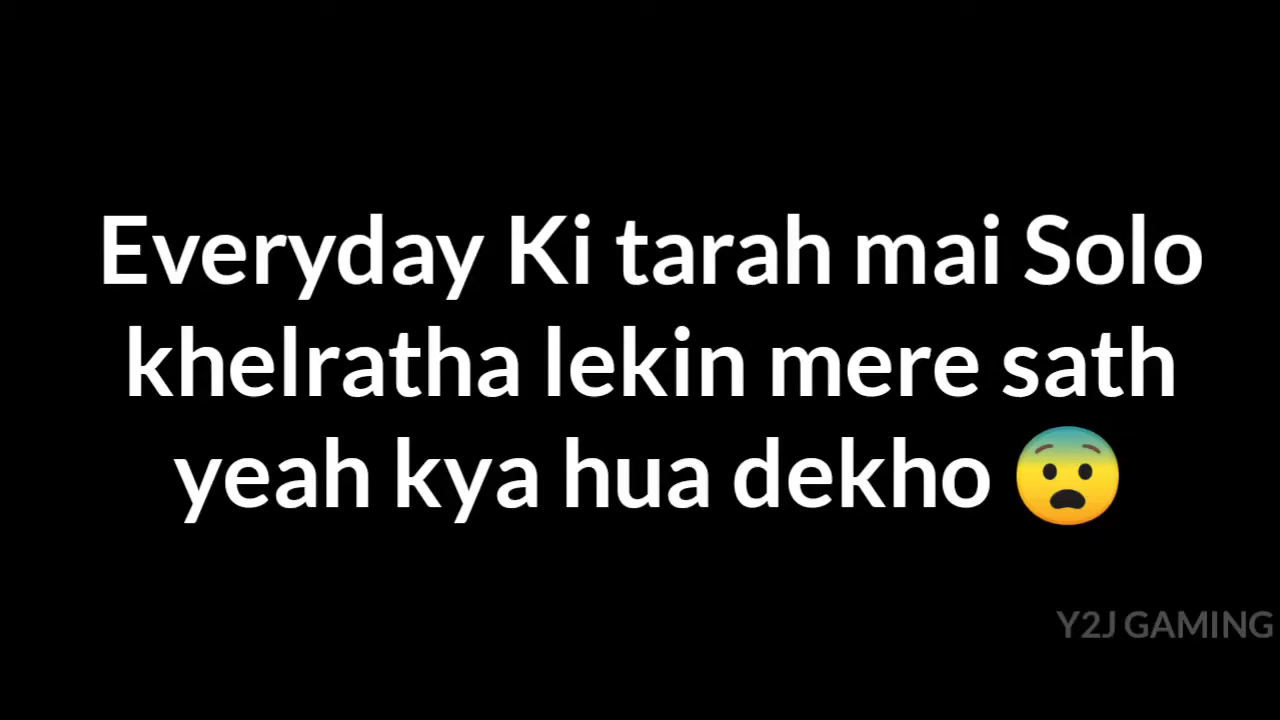 Everyday Ki tarah mai Solo
khelratha lekin mere sath
yeah kya hua dekho 😨
Y2J GAMING